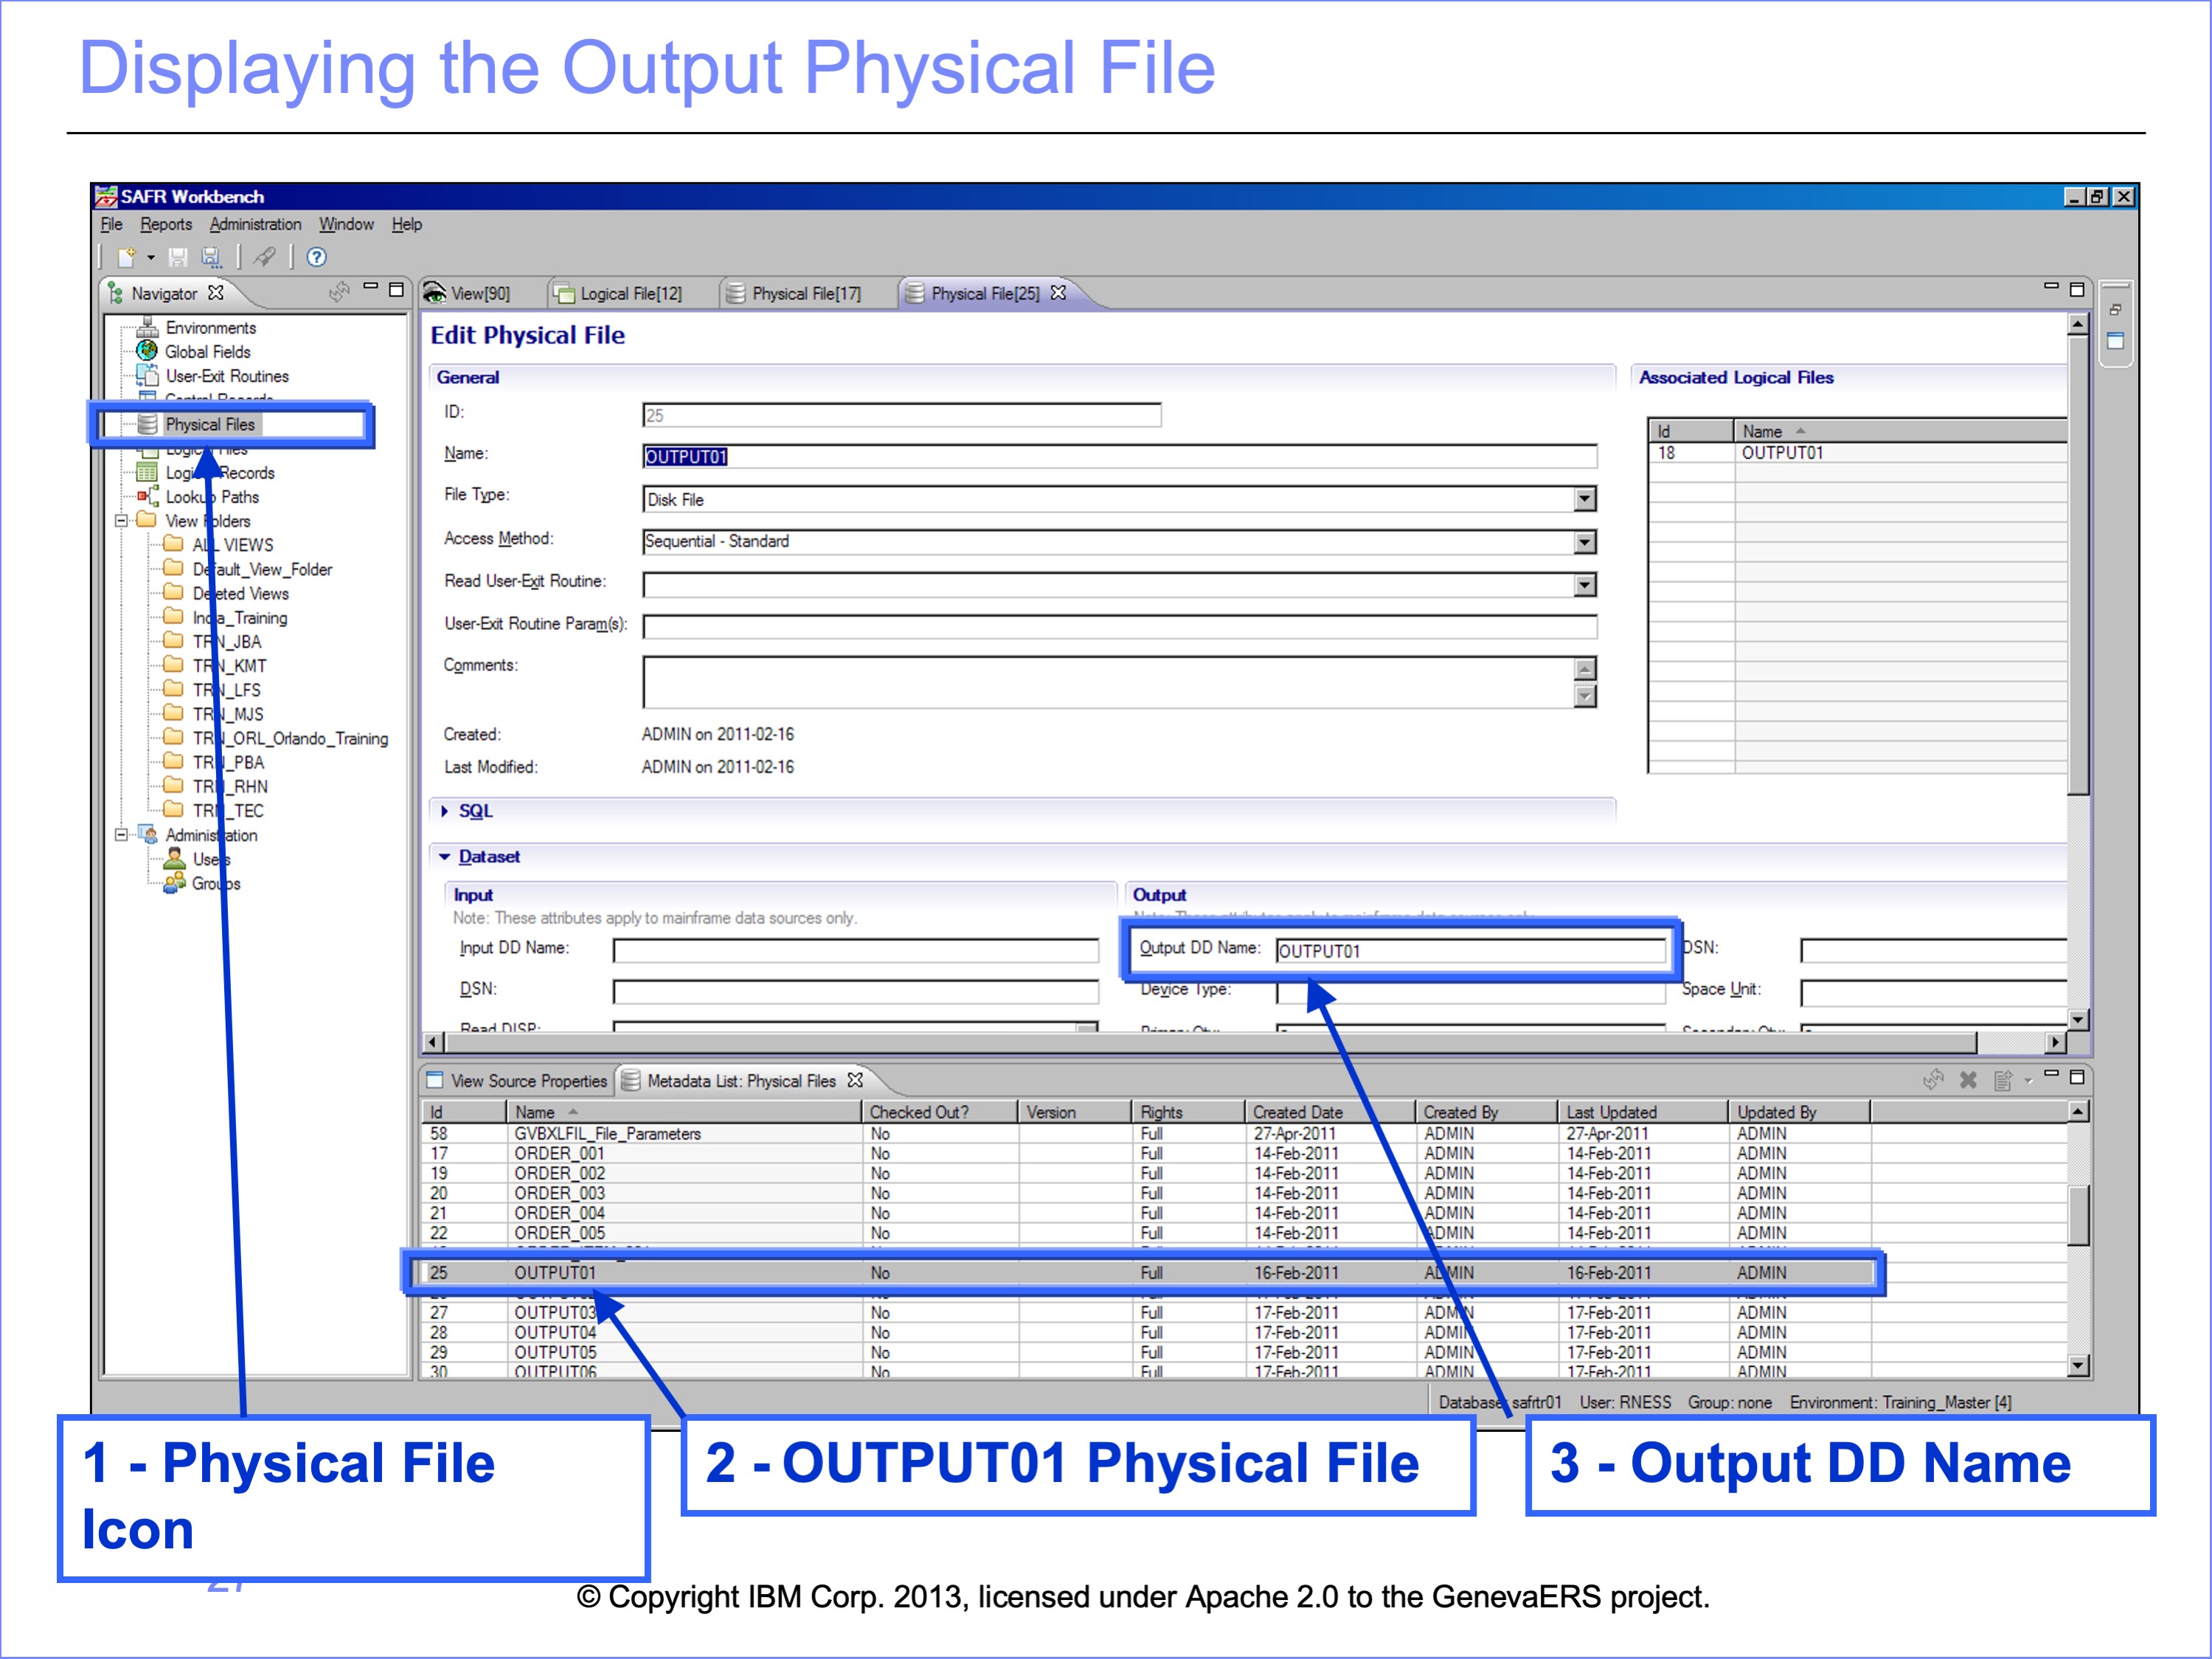 Displaying the Output Physical File
SAFR Workbench
File Reports Administration Window Help
Navigator
Environments
Global Fields
User-Exit Routines
Control Records
Physical Files
Logical Files
Logical Records
Lookup Paths
View Folders
ALL VIEWS
Default_View_Folder
Deleted Views
India_Training
TRN_JBA
TRN_KMT
TRN_LFS
TRN_MJS
TRN_ORL_Orlando_Training
TRN_PBA
TRN_RHN
TRN_TEC
Administration
Users
Groups
View[90] Logical File[12] Physical File[17] Physical File[25]
Edit Physical File
General
ID: 25
Name: OUTPUT01
File Type: Disk File
Access Method: Sequential - Standard
Read User-Exit Routine:
User-Exit Routine Param(s):
Comments:
Created: ADMIN on 2011-02-16
Last Modified: ADMIN on 2011-02-16
Associated Logical Files
Id Name
18 OUTPUT01
SQL
Dataset
Input
Note: These attributes apply to mainframe data sources only.
Input DD Name:
DSN:
Read DISP:
Output
Note: These attributes apply to mainframe data sources only.
Output DD Name: OUTPUT01 DSN:
Device Type: Space Unit:
Primary Qty: Secondary Qty:
View Source Properties Metadata List: Physical Files
Id Name Checked Out? Version Rights Created Date Created By Last Updated Updated By
58 GVBXLFIL_File_Parameters No Full 27-Apr-2011 ADMIN 27-Apr-2011 ADMIN
17 ORDER_001 No Full 14-Feb-2011 ADMIN 14-Feb-2011 ADMIN
19 ORDER_002 No Full 14-Feb-2011 ADMIN 14-Feb-2011 ADMIN
20 ORDER_003 No Full 14-Feb-2011 ADMIN 14-Feb-2011 ADMIN
21 ORDER_004 No Full 14-Feb-2011 ADMIN 14-Feb-2011 ADMIN
22 ORDER_005 No Full 14-Feb-2011 ADMIN 14-Feb-2011 ADMIN
25 OUTPUT01 No Full 16-Feb-2011 ADMIN 16-Feb-2011 ADMIN
27 OUTPUT03 No Full 17-Feb-2011 ADMIN 17-Feb-2011 ADMIN
28 OUTPUT04 No Full 17-Feb-2011 ADMIN 17-Feb-2011 ADMIN
29 OUTPUT05 No Full 17-Feb-2011 ADMIN 17-Feb-2011 ADMIN
30 OUTPUT06 No Full 17-Feb-2011 ADMIN 17-Feb-2011 ADMIN
Database: safrtr01 User: RNESS Group: none Environment: Training_Master [4]
1 - Physical File
Icon
2 - OUTPUT01 Physical File
3 - Output DD Name
© Copyright IBM Corp. 2013, licensed under Apache 2.0 to the GenevaERS project.